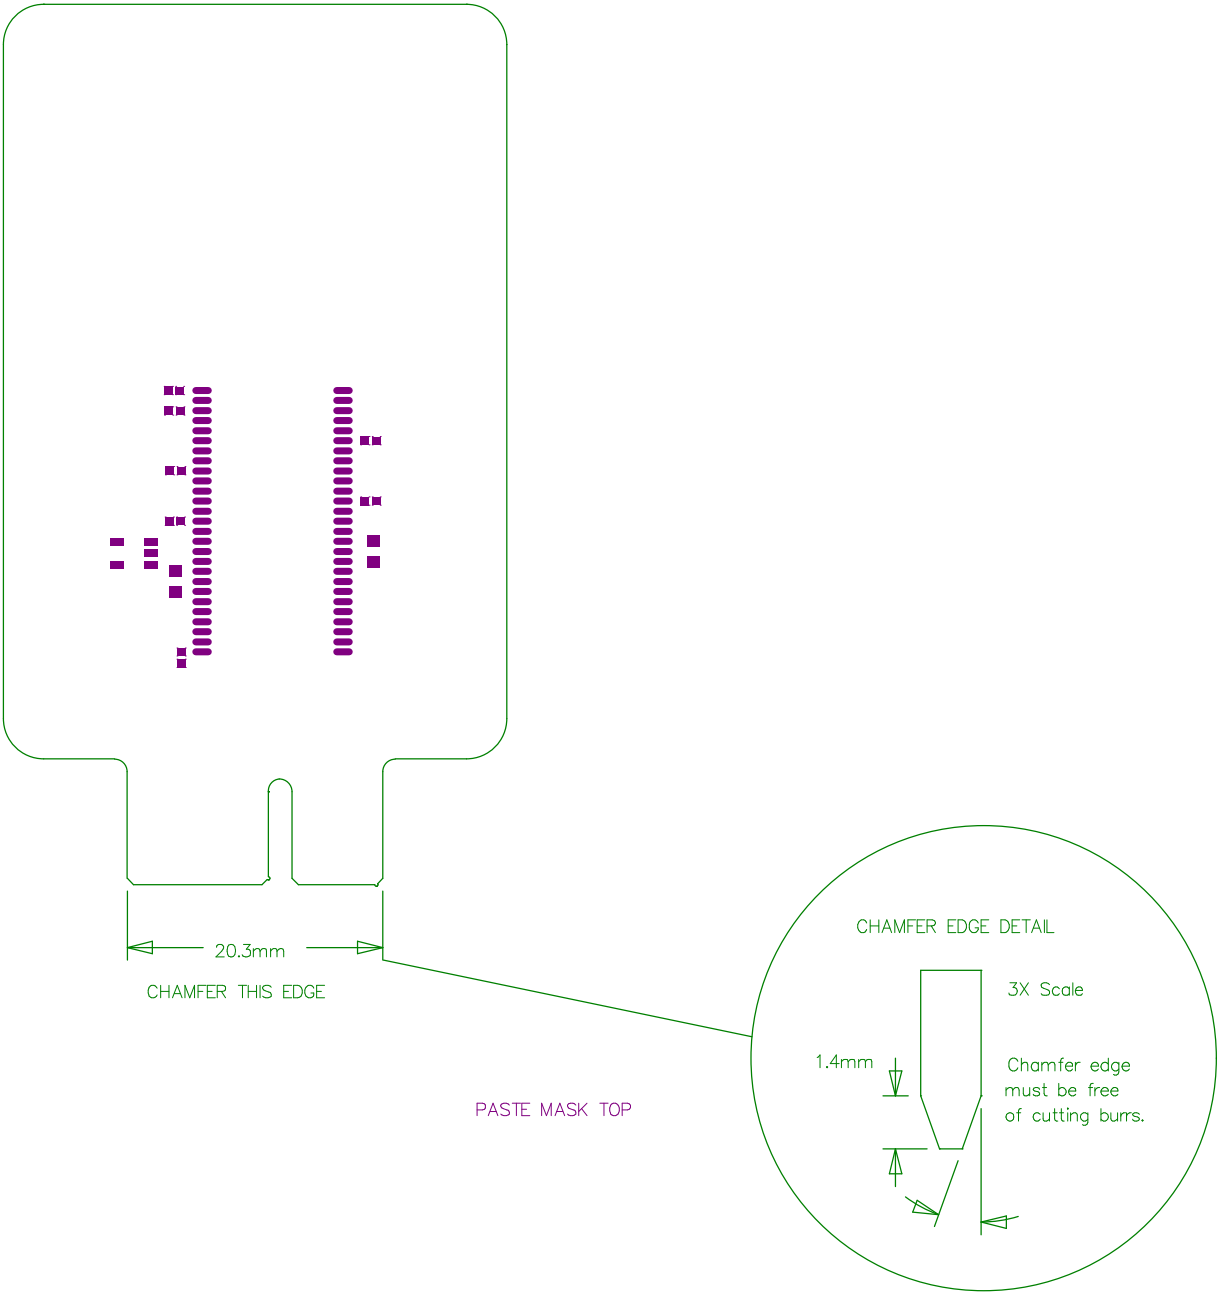 20.3mm
CHAMFER THIS EDGE
PASTE MASK TOP
CHAMFER EDGE DETAIL
3X Scale
1.4mm
Chamfer edge
must be free
of cutting burrs.